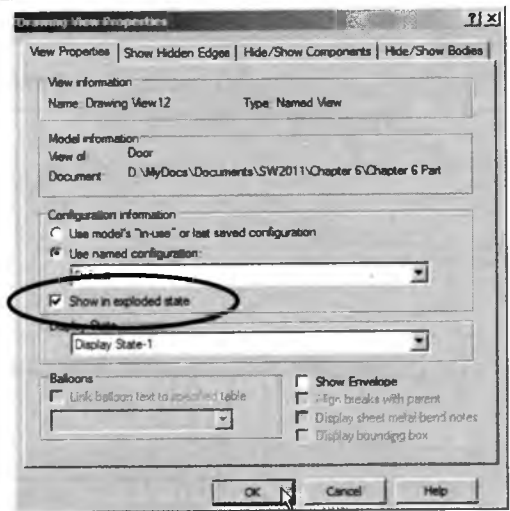 Drawing View Properties
View Properties Show Hidden Edges Hide/Show Components Hide/Show Bodies
View information
Name: Drawing View12 Type: Named View
Model information
View of: Door
Document: D:\MyDocs\Documents\SW2011\Chapter 6\Chapter 6 Part
Configuration information
Use model's "in-use" or last saved configuration
Use named configuration:
Show in exploded state
Display State
Display State-1
Balloons
Link balloon text to specified table
Show Envelope
Align breaks with parent
Display sheet metal bend notes
Display bounding box
OK Cancel Help